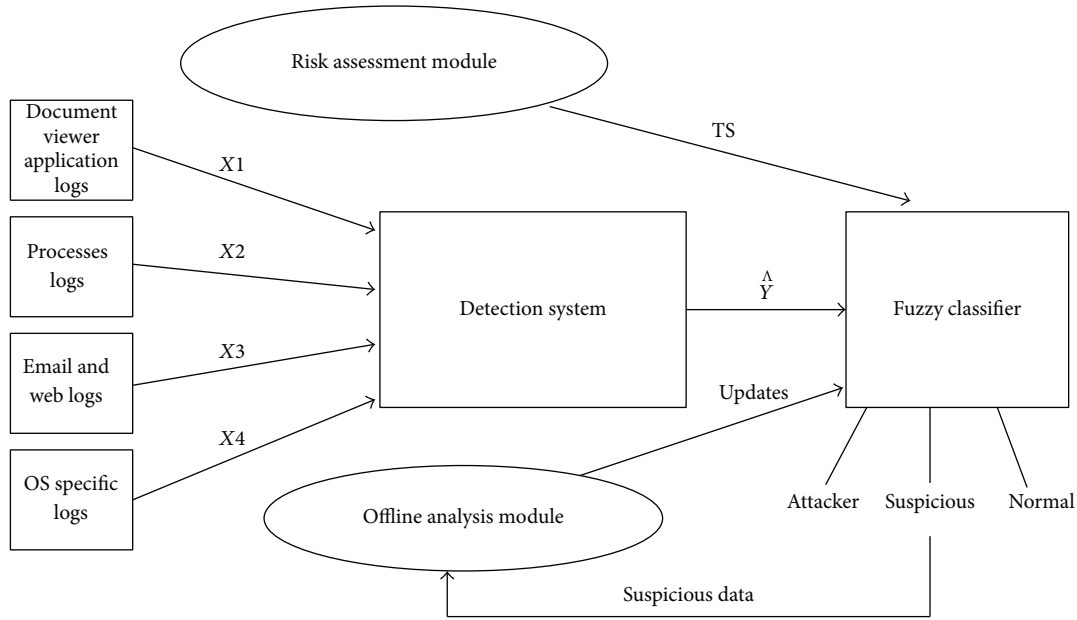 Risk assessment module
TS
Document
viewer
application
logs
X1
Processes
logs
X2
Email and
web logs
X3
OS specific
logs
X4
Detection system
Λ
Y
Fuzzy classifier
Updates
Offline analysis module
Attacker
Suspicious
Normal
Suspicious data